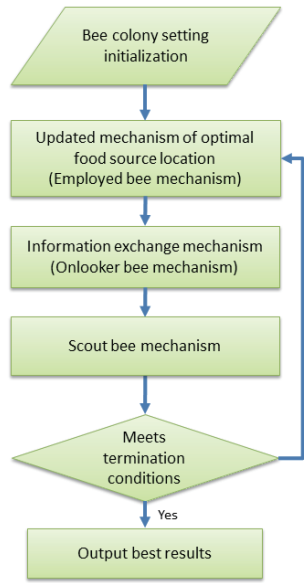 Bee colony setting
initialization
Updated mechanism of optimal
food source location
(Employed bee mechanism)
Information exchange mechanism
(Onlooker bee mechanism)
Scout bee mechanism
Meets
termination
conditions
Yes
Output best results